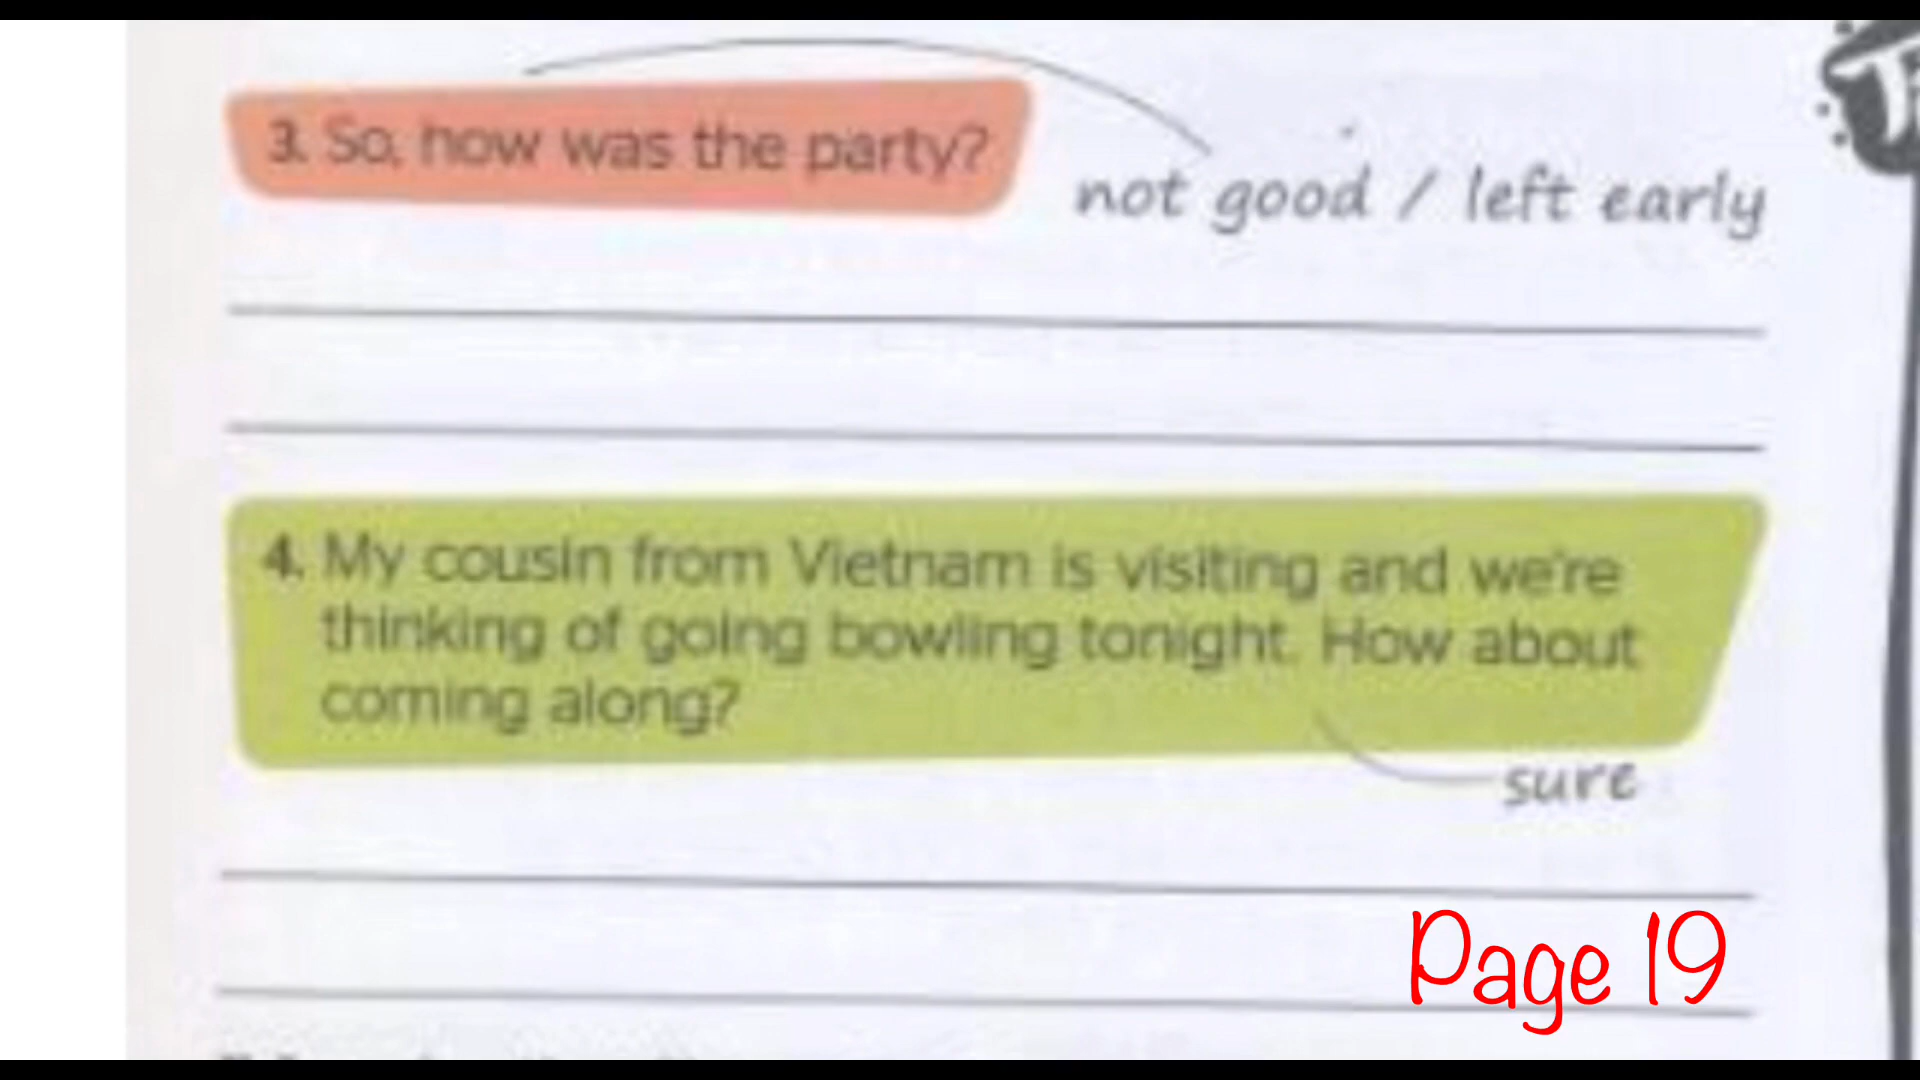 3. So, how was the party?
not good / left early
4. My cousin from Vietnam is visiting and we're
thinking of going bowling tonight. How about
coming along?
sure
Page 19